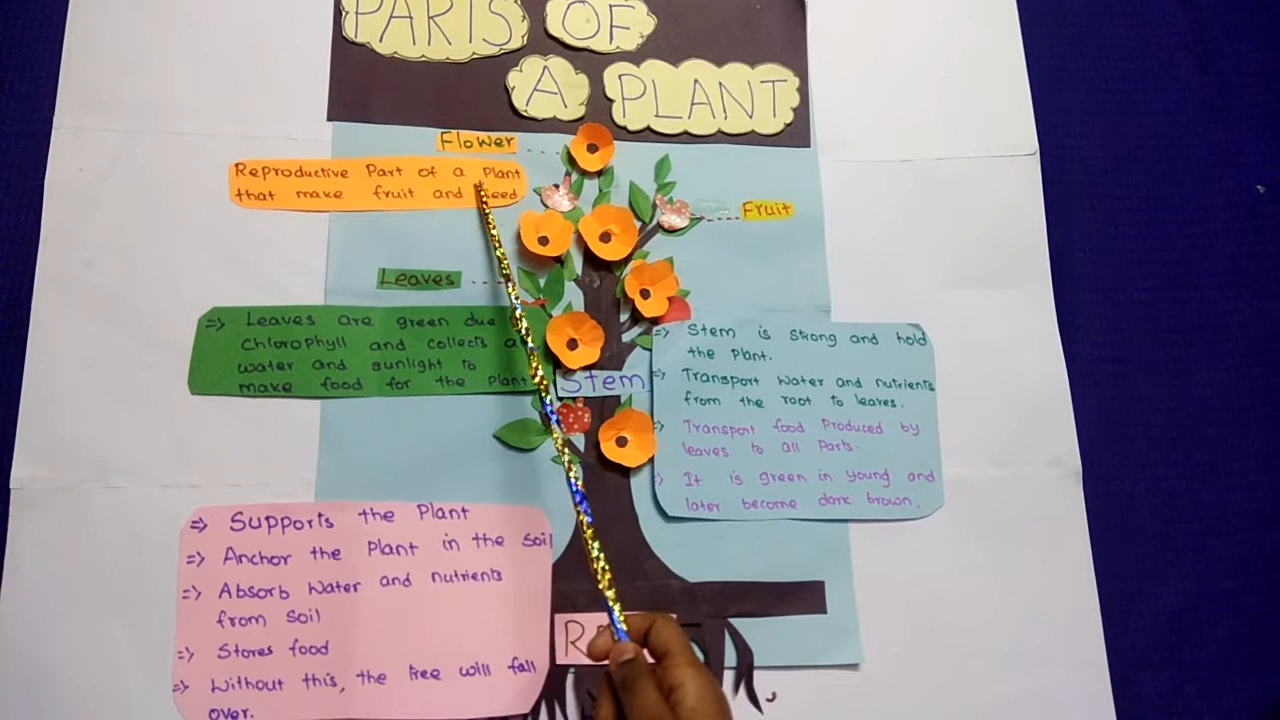 PARTS OF
A PLANT
Flower
Reproductive Part of a Plant
that make fruit and
Fruit
Leaves
=> Leaves are green due
chlorophyll and collects
water and sunlight to
make food for the plant
Stem
=> Stem is strong and hold
the plant.
=> Transport water and nutrients
from the root to leaves.
=> Transport food Produced by
leaves to all Parts.
=> It is green in young and
later become dark brown.
=> Supports the Plant
=> Anchor the plant in the soil
=> Absorb water and nutrients
from soil
=> Stores food
=> Without this, the tree will fall
over.